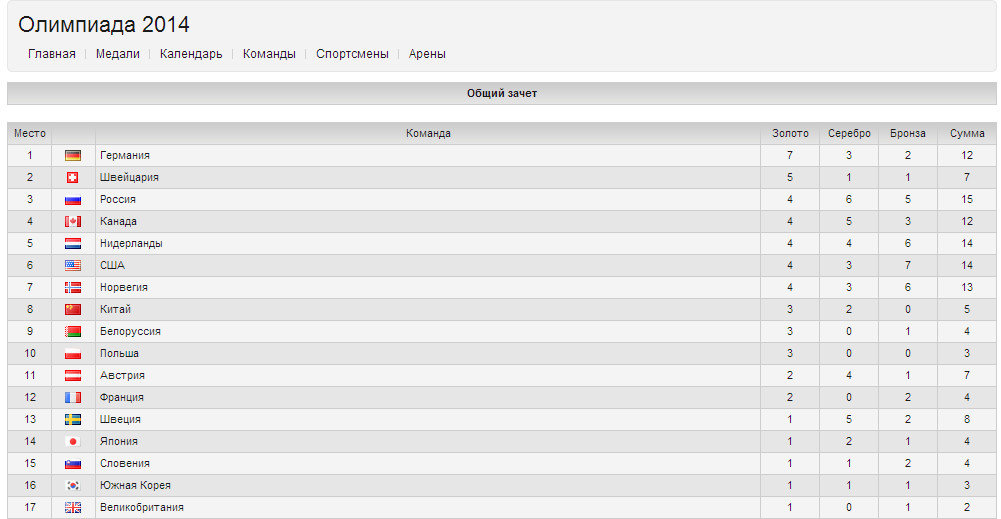 Олимпиада 2014
Главная Медали Календарь Команды Спортсмены Арены
Общий зачет
Место Команда Золото Серебро Бронза Сумма
1 Германия 7 3 2 12
2 Швейцария 5 1 1 7
3 Россия 4 6 5 15
4 Канада 4 5 3 12
5 Нидерланды 4 4 6 14
6 США 4 3 7 14
7 Норвегия 4 3 6 13
8 Китай 3 2 0 5
9 Белоруссия 3 0 1 4
10 Польша 3 0 0 3
11 Австрия 2 4 1 7
12 Франция 2 0 2 4
13 Швеция 1 5 2 8
14 Япония 1 2 1 4
15 Словения 1 1 2 4
16 Южная Корея 1 1 1 3
17 Великобритания 1 0 1 2